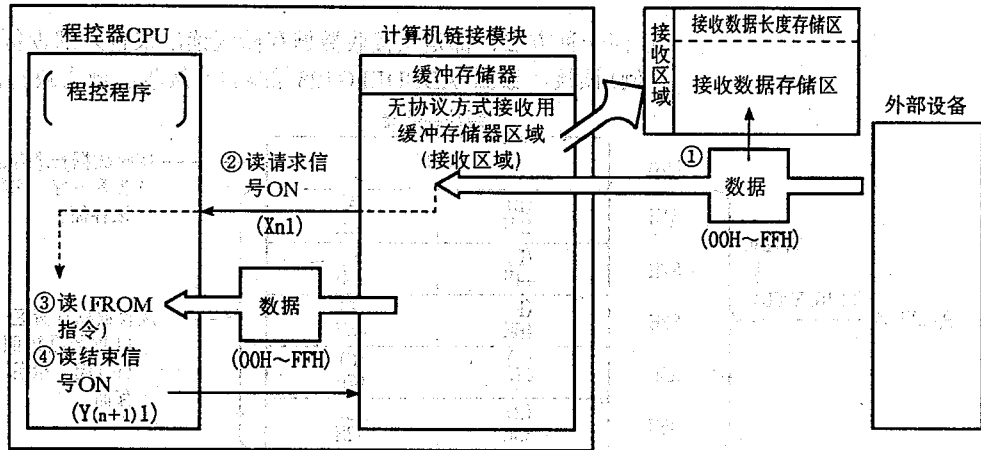 程控器CPU
程控程序
计算机链接模块
缓冲存储器
无协议方式接收用
缓冲存储器区域
(接收区域)
接收区域
接收数据长度存储区
接收数据存储区
外部设备
①
数据
(00H～FFH)
②读请求信
号ON
(Xn1)
③读(FROM
指令)
数据
(00H～FFH)
④读结束信
号ON
(Y(n+1)1)